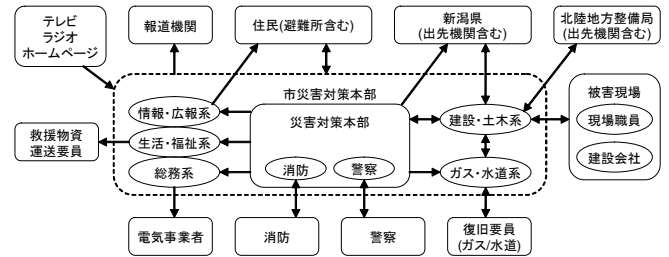 テレビ
ラジオ
ホームページ
報道機関
住民(避難所含む)
新潟県
(出先機関含む)
北陸地方整備局
(出先機関含む)
市災害対策本部
情報・広報系
生活・福祉系
総務系
災害対策本部
消防
警察
建設・土木系
ガス・水道系
被害現場
現場職員
建設会社
救援物資
運送要員
電気事業者
消防
警察
復旧要員
(ガス/水道)